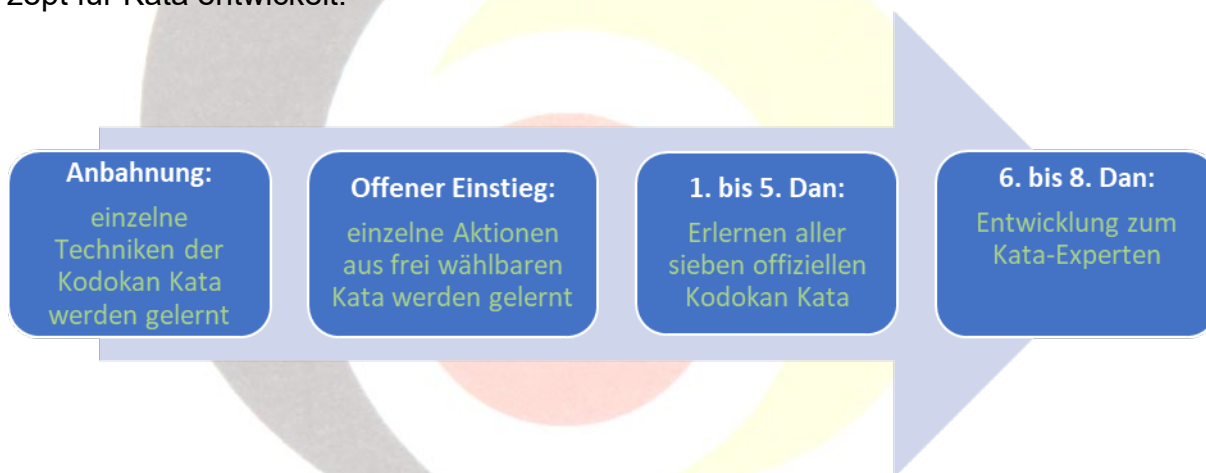 zept für Kata entwickelt:
Anbahnung:
einzelne
Techniken der
Kodokan Kata
werden gelernt
Offener Einstieg:
einzelne Aktionen
aus frei wählbaren
Kata werden gelernt
1. bis 5. Dan:
Erlernen aller
sieben offiziellen
Kodokan Kata
6. bis 8. Dan:
Entwicklung zum
Kata-Experten